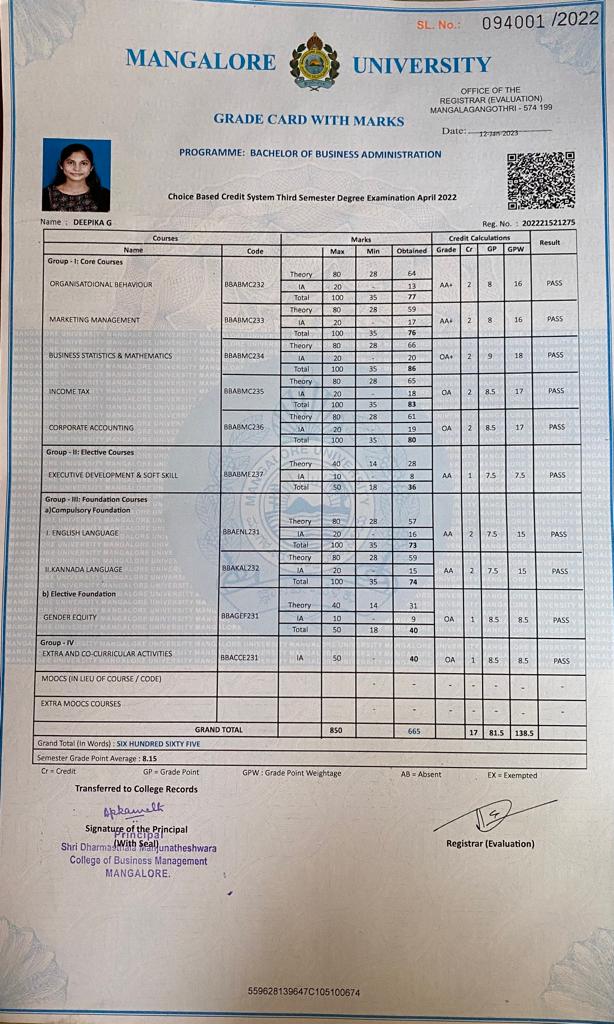 SL. No.: 094001 /2022
MANGALORE UNIVERSITY
OFFICE OF THE
REGISTRAR (EVALUATION)
MANGALAGANGOTHRI - 574 199
GRADE CARD WITH MARKS
Date: 12-Jan-2023
PROGRAMME: BACHELOR OF BUSINESS ADMINISTRATION
Choice Based Credit System Third Semester Degree Examination April 2022
Name : DEEPIKA G
Reg. No. : 202221521275
Courses Marks Credit Calculations Result
Name Code Max Min Obtained Grade Cr GP GPW
Group - I: Core Courses
Theory 80 28 64
ORGANISATOIONAL BEHAVIOUR BBABMC232 IA 20 - 13 AA+ 2 8 16 PASS
Total 100 35 77
Theory 80 28 59
MARKETING MANAGEMENT BBABMC233 IA 20 - 17 AA+ 2 8 16 PASS
Total 100 35 76
Theory 80 28 66
BUSINESS STATISTICS & MATHEMATICS BBABMC234 IA 20 - 20 OA+ 2 9 18 PASS
Total 100 35 86
Theory 80 28 65
INCOME TAX BBABMC235 IA 20 - 18 OA 2 8.5 17 PASS
Total 100 35 83
Theory 80 28 61
CORPORATE ACCOUNTING BBABMC236 IA 20 - 19 OA 2 8.5 17 PASS
Total 100 35 80
Group - II: Elective Courses
Theory 40 14 28
EXECUTIVE DEVELOPMENT & SOFT SKILL BBABME237 IA 10 - 8 AA 1 7.5 7.5 PASS
Total 50 18 36
Group - III: Foundation Courses
a)Compulsory Foundation
Theory 80 28 57
I. ENGLISH LANGUAGE BBAENL231 IA 20 - 16 AA 2 7.5 15 PASS
Total 100 35 73
Theory 80 28 59
II.KANNADA LANGUAGE BBAKAL232 IA 20 - 15 AA 2 7.5 15 PASS
Total 100 35 74
b) Elective Foundation
Theory 40 14 31
GENDER EQUITY BBAGEF231 IA 10 - 9 OA 1 8.5 8.5 PASS
Total 50 18 40
Group - IV
EXTRA AND CO-CURRICULAR ACTIVITIES BBACCE231 IA 50 - 40 OA 1 8.5 8.5 PASS
MOOCS (IN LIEU OF COURSE / CODE) - - - - - -
EXTRA MOOCS COURSES - - - - - -
GRAND TOTAL 850 665 17 81.5 138.5
Grand Total (In Words) : SIX HUNDRED SIXTY FIVE
Semester Grade Point Average : 8.15
Cr = Credit GP = Grade Point GPW : Grade Point Weightage AB = Absent EX = Exempted
Transferred to College Records
Signature of the Principal
(With Seal)
Principal
Shri Dharmasthala Manjunatheshwara
College of Business Management
MANGALORE.
Registrar (Evaluation)
559628139647C105100674